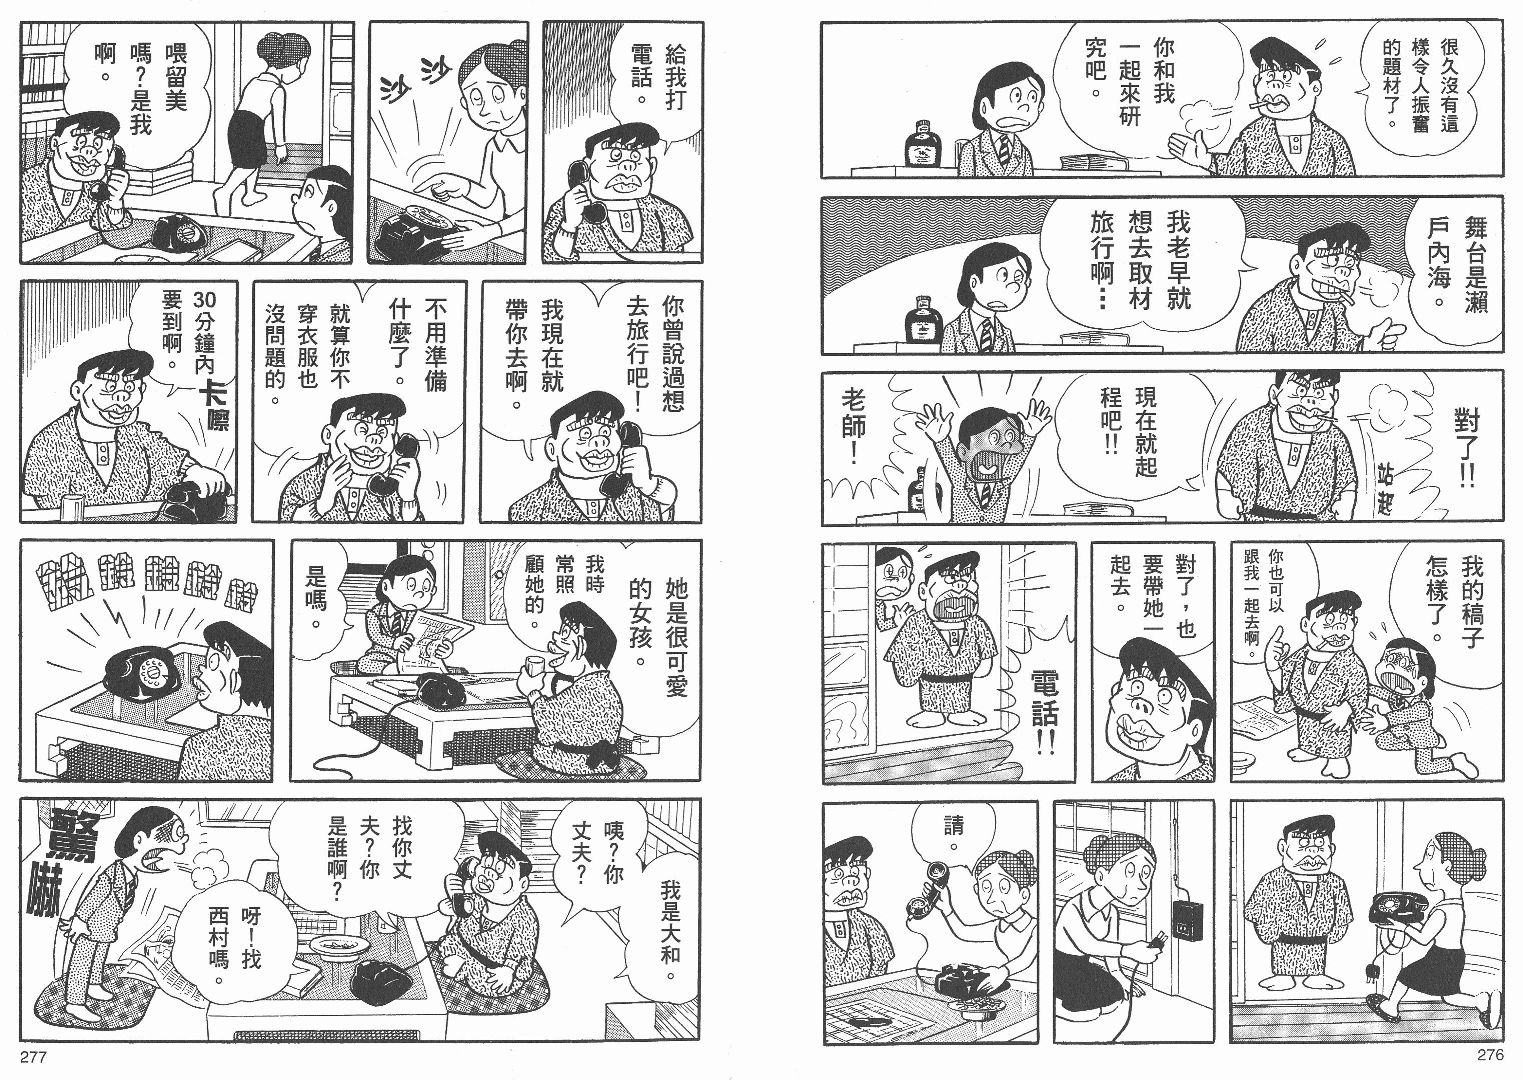 很久沒有這
樣令人振奮
的題材了。
你和我
一起來研
究吧。
舞台是瀨
戶內海。
我老早就
想去取材
旅行啊…
對了!!
站起
現在就起
程吧!!
老師！
我的稿子
怎樣了。
你也可以
跟我一起去啊。
對了，也
要帶她一
起去。
電話!!
請。
276
給我打
電話。
沙
沙
喂留美
嗎?是我
啊。
你曾說過想
去旅行吧！
我現在就
帶你去啊。
不用準備
什麼了。
就算你不
穿衣服也
沒問題的。
30分鐘內
要到啊。
卡嚓
她是很可愛
的女孩。
我時
常照
顧她的。
是嗎。
鈴鈴鈴鈴鈴
我是大和。
咦?你
丈夫?
找你丈
夫?你
是誰啊?
呀！找
西村嗎。
驚嚇
277